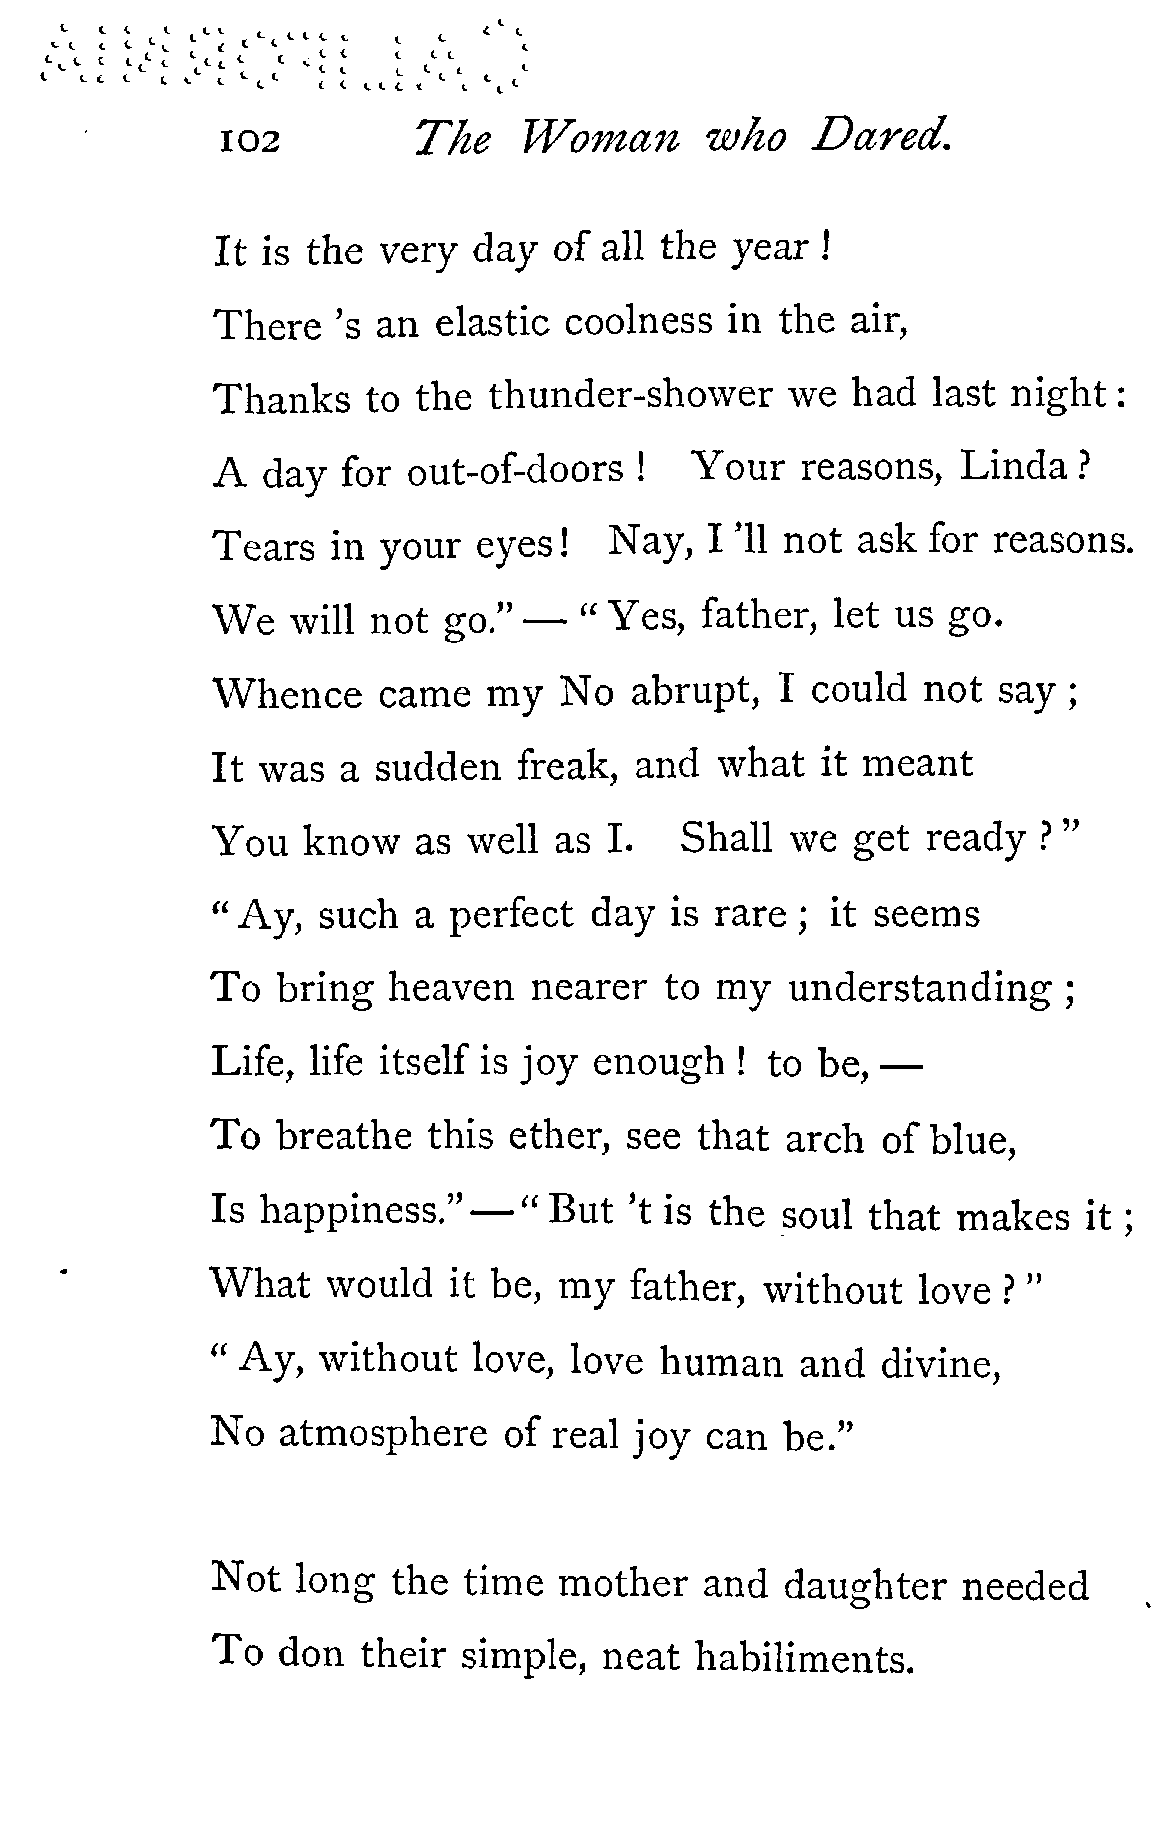 CALIFORNIA
102 The Woman who Dared.
It is the very day of all the year !
There 's an elastic coolness in the air,
Thanks to the thunder-shower we had last night :
A day for out-of-doors ! Your reasons, Linda ?
Tears in your eyes ! Nay, I 'll not ask for reasons.
We will not go." — " Yes, father, let us go.
Whence came my No abrupt, I could not say ;
It was a sudden freak, and what it meant
You know as well as I. Shall we get ready ? "
" Ay, such a perfect day is rare ; it seems
To bring heaven nearer to my understanding ;
Life, life itself is joy enough ! to be, —
To breathe this ether, see that arch of blue,
Is happiness." — " But 't is the soul that makes it ;
What would it be, my father, without love ? "
" Ay, without love, love human and divine,
No atmosphere of real joy can be."
Not long the time mother and daughter needed
To don their simple, neat habiliments.